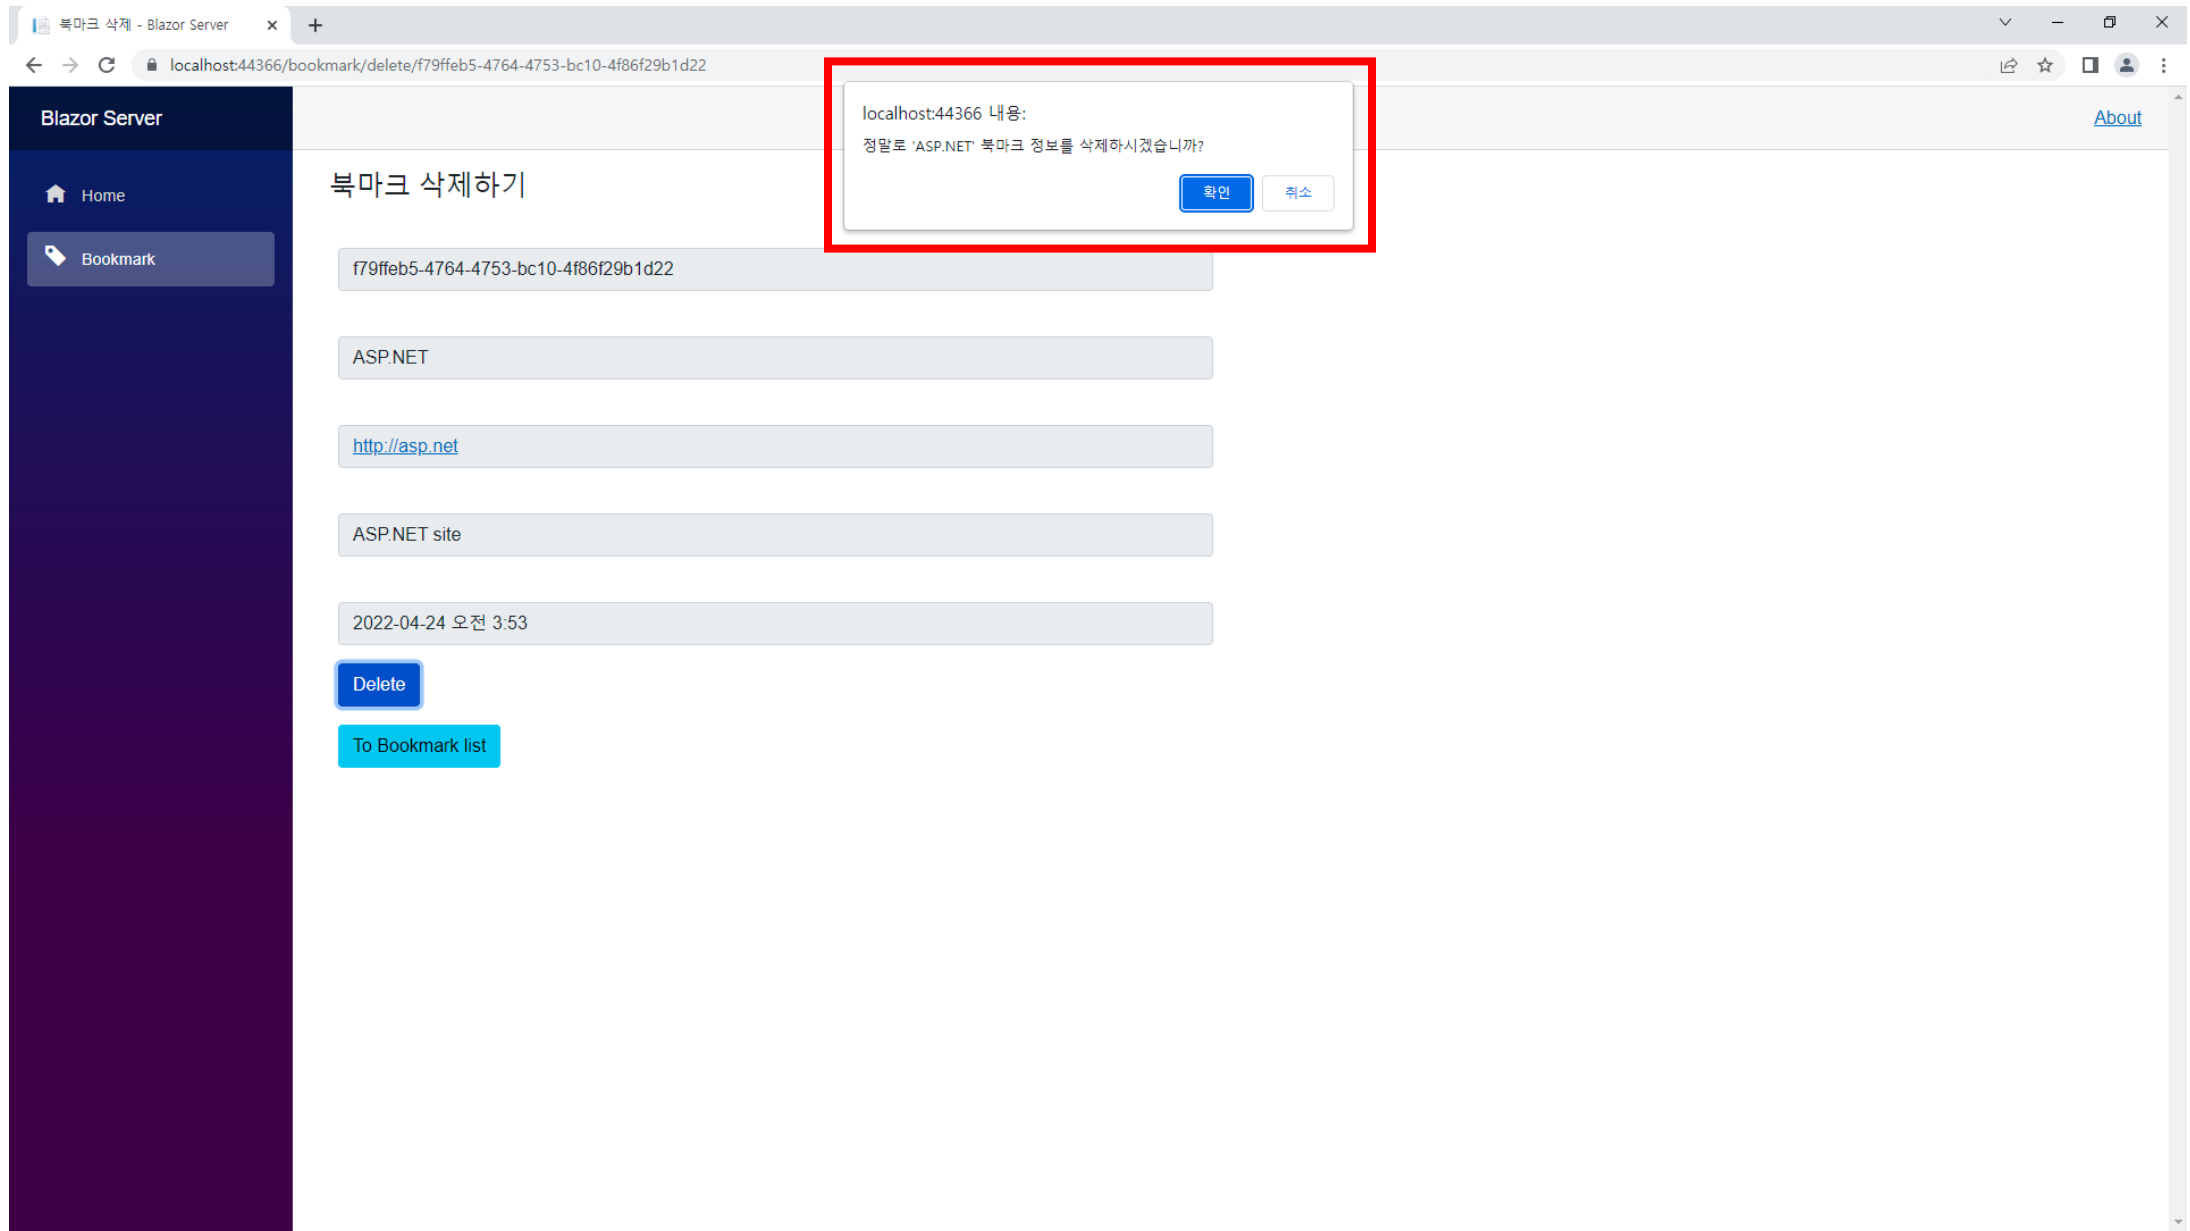 북마크 삭제 - Blazor Server
localhost:44366/bookmark/delete/f79ffeb5-4764-4753-bc10-4f86f29b1d22
Blazor Server
About
Home
Bookmark
localhost:44366 내용:
정말로 'ASP.NET' 북마크 정보를 삭제하시겠습니까?
확인 취소
북마크 삭제하기
f79ffeb5-4764-4753-bc10-4f86f29b1d22
ASP.NET
http://asp.net
ASP.NET site
2022-04-24 오전 3:53
Delete
To Bookmark list